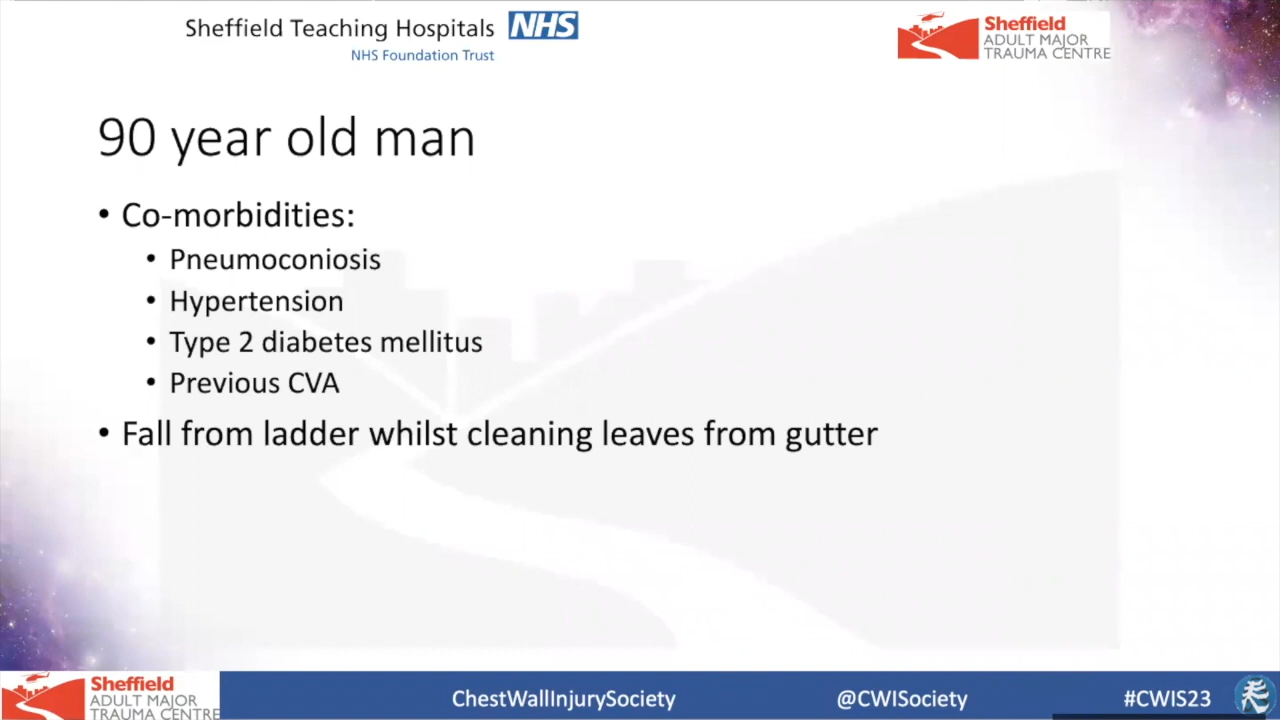 Sheffield Teaching Hospitals NHS
NHS Foundation Trust
Sheffield
ADULT MAJOR
TRAUMA CENTRE
90 year old man
• Co-morbidities:
• Pneumoconiosis
• Hypertension
• Type 2 diabetes mellitus
• Previous CVA
• Fall from ladder whilst cleaning leaves from gutter
Sheffield
ADULT MAJOR
TRAUMA CENTRE
ChestWallInjurySociety @CWISociety #CWIS23